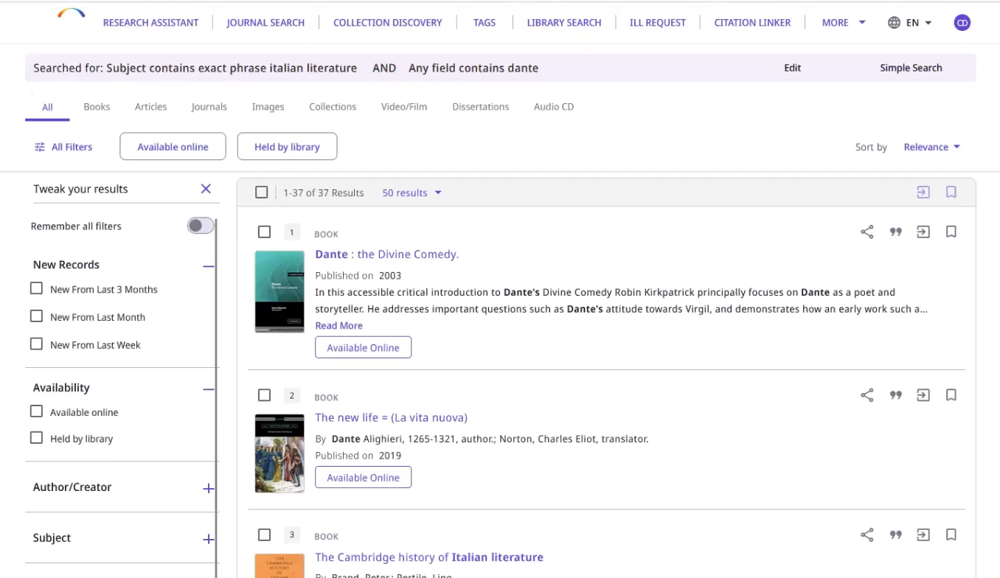 RESEARCH ASSISTANT
JOURNAL SEARCH
COLLECTION DISCOVERY
TAGS
LIBRARY SEARCH
ILL REQUEST
CITATION LINKER
MORE
EN
CD
Searched for: Subject contains exact phrase italian literature AND Any field contains dante
Edit
Simple Search
All
Books
Articles
Journals
Images
Collections
Video/Film
Dissertations
Audio CD
All Filters
Available online
Held by library
Sort by Relevance
Tweak your results
Remember all filters
New Records
New From Last 3 Months
New From Last Month
New From Last Week
Availability
Available online
Held by library
Author/Creator
Subject
1-37 of 37 Results
50 results
1
BOOK
Dante : the Divine Comedy.
Published on 2003
In this accessible critical introduction to Dante's Divine Comedy Robin Kirkpatrick principally focuses on Dante as a poet and
storyteller. He addresses important questions such as Dante's attitude towards Virgil, and demonstrates how an early work such a...
Read More
Available Online
2
BOOK
The new life = (La vita nuova)
By Dante Alighieri, 1265-1321, author.; Norton, Charles Eliot, translator.
Published on 2019
Available Online
3
BOOK
THE
CAMBRIDGE
HISTORY
OF
The Cambridge history of Italian literature
By Brand, Peter.; Pertile, Lino.